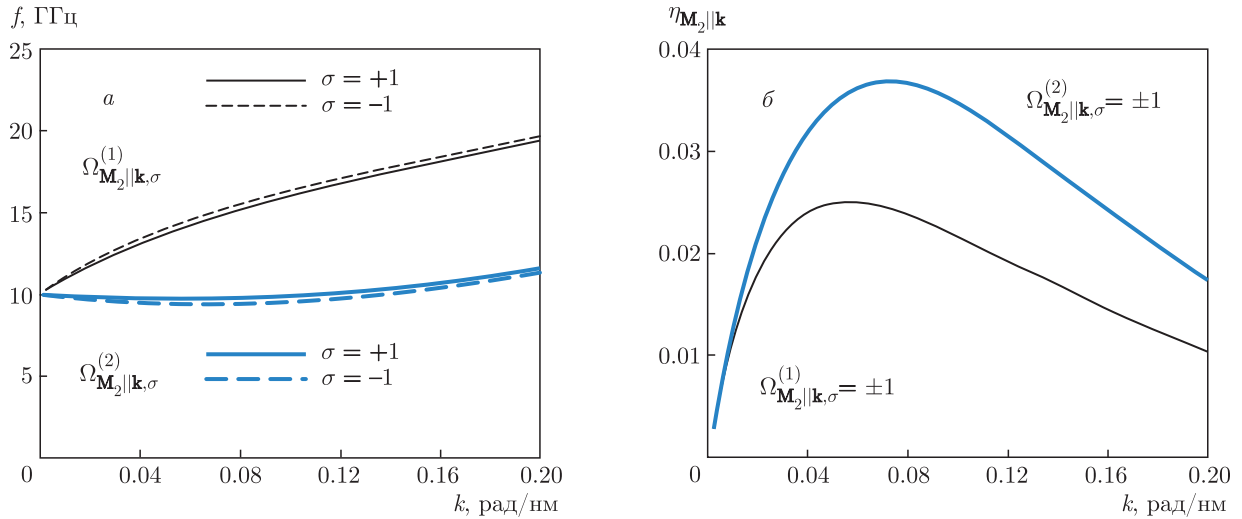 f, ГГц
25
20
15
10
5
0
0.04
0.08
0.12
0.16
0.20
k, рад/нм
а
σ = +1
σ = −1
Ω(1)M2||k,σ
Ω(2)M2||k,σ
σ = +1
σ = −1
ηM2||k
0.04
0.03
0.02
0.01
0
0.04
0.08
0.12
0.16
0.20
k, рад/нм
б
Ω(2)M2||k,σ = ±1
Ω(1)M2||k,σ = ±1